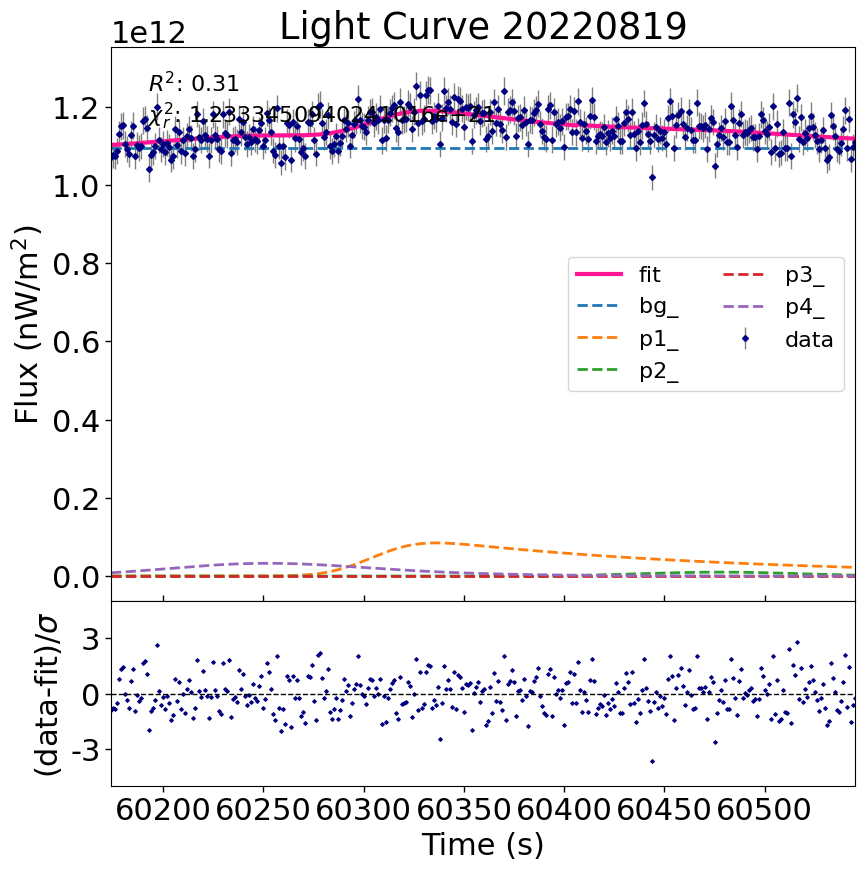 Light Curve 20220819
1e12
R²: 0.31
1.2
1.0
0.8
0.6
0.4
0.2
0.0
Flux (nW/m²)
fit
bg_
p1_
p2_
p3_
p4_
data
3
0
-3
(data-fit)/σ
60200 60250 60300 60350 60400 60450 60500
Time (s)